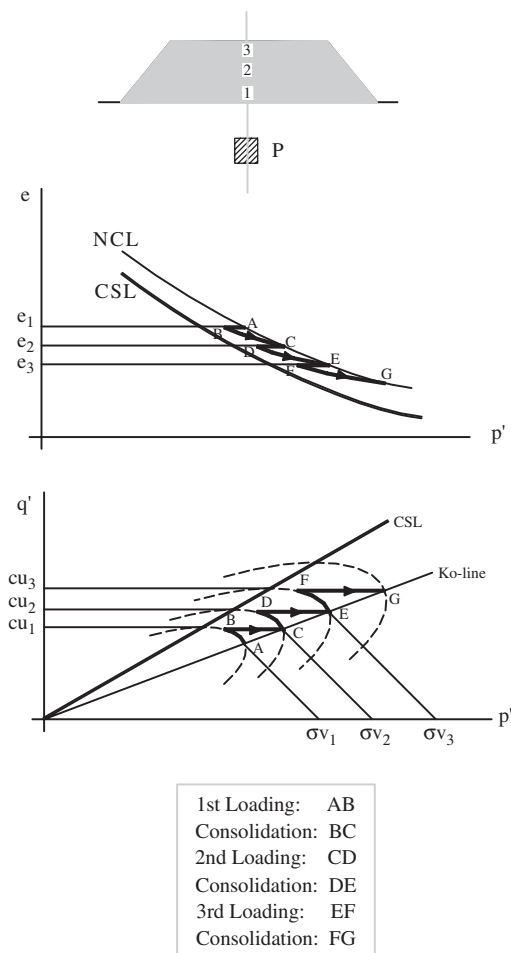 3
2
1
P
e
NCL
CSL
e1
A
B
e2
C
D
e3
E
F
G
p'
q'
CSL
Ko-line
cu3
F
G
cu2
D
E
cu1
B
C
A
p'
σv1
σv2
σv3
1st Loading: AB
Consolidation: BC
2nd Loading: CD
Consolidation: DE
3rd Loading: EF
Consolidation: FG